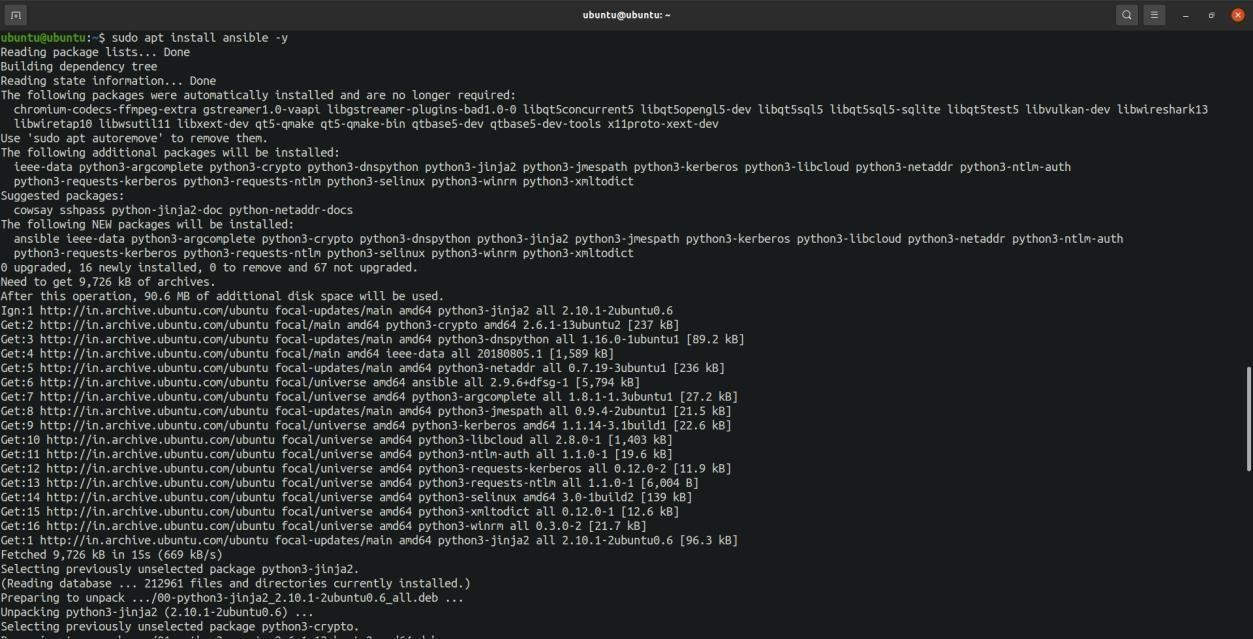 ubuntu@ubuntu: ~
ubuntu@ubuntu:~$ sudo apt install ansible -y
Reading package lists... Done
Building dependency tree
Reading state information... Done
The following packages were automatically installed and are no longer required:
  chromium-codecs-ffmpeg-extra gstreamer1.0-vaapi libgstreamer-plugins-bad1.0-0 libqt5concurrent5 libqt5opengl5-dev libqt5sql5 libqt5sql5-sqlite libqt5test5 libvulkan-dev libwireshark13
  libwiretap10 libwsutil11 libxext-dev qt5-qmake qt5-qmake-bin qtbase5-dev qtbase5-dev-tools x11proto-xext-dev
Use 'sudo apt autoremove' to remove them.
The following additional packages will be installed:
  ieee-data python3-argcomplete python3-crypto python3-dnspython python3-jinja2 python3-jmespath python3-kerberos python3-libcloud python3-netaddr python3-ntlm-auth
  python3-requests-kerberos python3-requests-ntlm python3-selinux python3-winrm python3-xmltodict
Suggested packages:
  cowsay sshpass python-jinja2-doc python-netaddr-docs
The following NEW packages will be installed:
  ansible ieee-data python3-argcomplete python3-crypto python3-dnspython python3-jinja2 python3-jmespath python3-kerberos python3-libcloud python3-netaddr python3-ntlm-auth
  python3-requests-kerberos python3-requests-ntlm python3-selinux python3-winrm python3-xmltodict
0 upgraded, 16 newly installed, 0 to remove and 67 not upgraded.
Need to get 9,726 kB of archives.
After this operation, 90.6 MB of additional disk space will be used.
Ign:1 http://in.archive.ubuntu.com/ubuntu focal-updates/main amd64 python3-jinja2 all 2.10.1-2ubuntu0.6
Get:2 http://in.archive.ubuntu.com/ubuntu focal/main amd64 python3-crypto amd64 2.6.1-13ubuntu2 [237 kB]
Get:3 http://in.archive.ubuntu.com/ubuntu focal-updates/main amd64 python3-dnspython all 1.16.0-1ubuntu1 [89.2 kB]
Get:4 http://in.archive.ubuntu.com/ubuntu focal/main amd64 ieee-data all 20180805.1 [1,589 kB]
Get:5 http://in.archive.ubuntu.com/ubuntu focal-updates/main amd64 python3-netaddr all 0.7.19-3ubuntu1 [236 kB]
Get:6 http://in.archive.ubuntu.com/ubuntu focal/universe amd64 ansible all 2.9.6+dfsg-1 [5,794 kB]
Get:7 http://in.archive.ubuntu.com/ubuntu focal/universe amd64 python3-argcomplete all 1.8.1-1.3ubuntu1 [27.2 kB]
Get:8 http://in.archive.ubuntu.com/ubuntu focal-updates/main amd64 python3-jmespath all 0.9.4-2ubuntu1 [21.5 kB]
Get:9 http://in.archive.ubuntu.com/ubuntu focal/universe amd64 python3-kerberos amd64 1.1.14-3.1build1 [22.6 kB]
Get:10 http://in.archive.ubuntu.com/ubuntu focal/universe amd64 python3-libcloud all 2.8.0-1 [1,403 kB]
Get:11 http://in.archive.ubuntu.com/ubuntu focal/universe amd64 python3-ntlm-auth all 1.1.0-1 [19.6 kB]
Get:12 http://in.archive.ubuntu.com/ubuntu focal/universe amd64 python3-requests-kerberos all 0.12.0-2 [11.9 kB]
Get:13 http://in.archive.ubuntu.com/ubuntu focal/universe amd64 python3-requests-ntlm all 1.1.0-1 [6,004 B]
Get:14 http://in.archive.ubuntu.com/ubuntu focal/universe amd64 python3-selinux amd64 3.0-1build2 [139 kB]
Get:15 http://in.archive.ubuntu.com/ubuntu focal/universe amd64 python3-xmltodict all 0.12.0-1 [12.6 kB]
Get:16 http://in.archive.ubuntu.com/ubuntu focal/universe amd64 python3-winrm all 0.3.0-2 [21.7 kB]
Get:1 http://in.archive.ubuntu.com/ubuntu focal-updates/main amd64 python3-jinja2 all 2.10.1-2ubuntu0.6 [96.3 kB]
Fetched 9,726 kB in 15s (669 kB/s)
Selecting previously unselected package python3-jinja2.
(Reading database ... 212961 files and directories currently installed.)
Preparing to unpack .../00-python3-jinja2_2.10.1-2ubuntu0.6_all.deb ...
Unpacking python3-jinja2 (2.10.1-2ubuntu0.6) ...
Selecting previously unselected package python3-crypto.